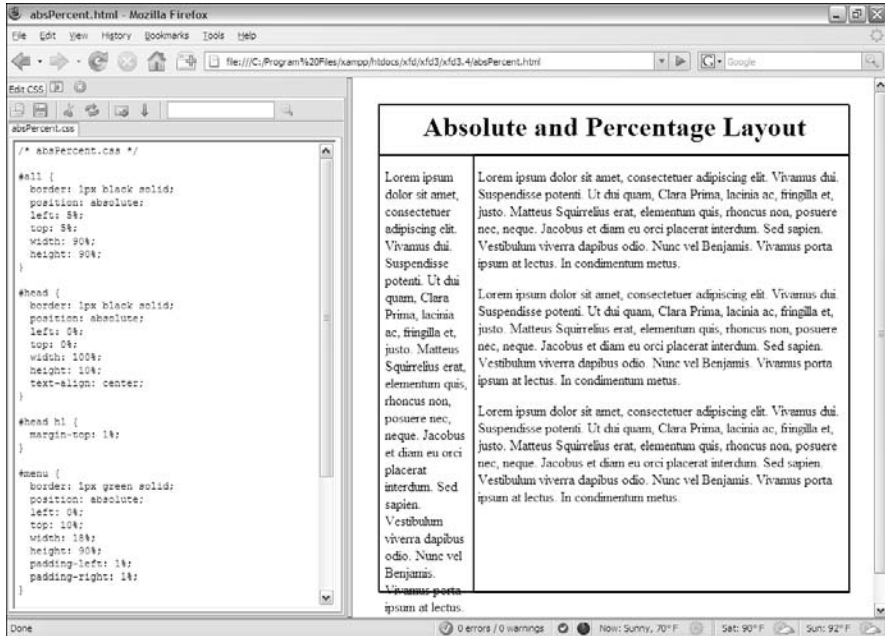 absPercent.html - Mozilla Firefox
File Edit View History Bookmarks Tools Help
file:///C:/Program%20Files/xampp/htdocs/xfd/xfd3/xfd3.4/absPercent.html
Google
Edit CSS
absPercent.css
/* absPercent.css */
#all {
border: 1px black solid;
position: absolute;
left: 5%;
top: 5%;
width: 90%;
height: 90%;
}
#head {
border: 1px black solid;
position: absolute;
left: 0%;
top: 0%;
width: 100%;
height: 10%;
text-align: center;
}
#head h1 {
margin-top: 1%;
}
#menu {
border: 1px green solid;
position: absolute;
left: 0%;
top: 10%;
width: 18%;
height: 90%;
padding-left: 1%;
padding-right: 1%;
}
Absolute and Percentage Layout
Lorem ipsum
dolor sit amet,
consectetuer
adipiscing elit.
Vivamus dui.
Suspendisse
potenti. Ut dui
quam, Clara
Prima, lacinia
ac, fringilla et,
justo. Matteus
Squirrelius erat,
elementum quis,
rhoncus non,
posuere nec,
neque. Jacobus
et diam eu orci
placerat
interdum. Sed
sapien.
Vestibulum
viverra dapibus
odio. Nunc vel
Benjamis.
Vivamus porta
ipsum at lectus.
Lorem ipsum dolor sit amet, consectetuer adipiscing elit. Vivamus dui.
Suspendisse potenti. Ut dui quam, Clara Prima, lacinia ac, fringilla et,
justo. Matteus Squirrelius erat, elementum quis, rhoncus non, posuere
nec, neque. Jacobus et diam eu orci placerat interdum. Sed sapien.
Vestibulum viverra dapibus odio. Nunc vel Benjamis. Vivamus porta
ipsum at lectus. In condimentum metus.
Lorem ipsum dolor sit amet, consectetuer adipiscing elit. Vivamus dui.
Suspendisse potenti. Ut dui quam, Clara Prima, lacinia ac, fringilla et,
justo. Matteus Squirrelius erat, elementum quis, rhoncus non, posuere
nec, neque. Jacobus et diam eu orci placerat interdum. Sed sapien.
Vestibulum viverra dapibus odio. Nunc vel Benjamis. Vivamus porta
ipsum at lectus. In condimentum metus.
Lorem ipsum dolor sit amet, consectetuer adipiscing elit. Vivamus dui.
Suspendisse potenti. Ut dui quam, Clara Prima, lacinia ac, fringilla et,
justo. Matteus Squirrelius erat, elementum quis, rhoncus non, posuere
nec, neque. Jacobus et diam eu orci placerat interdum. Sed sapien.
Vestibulum viverra dapibus odio. Nunc vel Benjamis. Vivamus porta
ipsum at lectus. In condimentum metus.
Done
0 errors / 0 warnings
Now: Sunny, 70° F
Sat: 90° F
Sun: 92° F